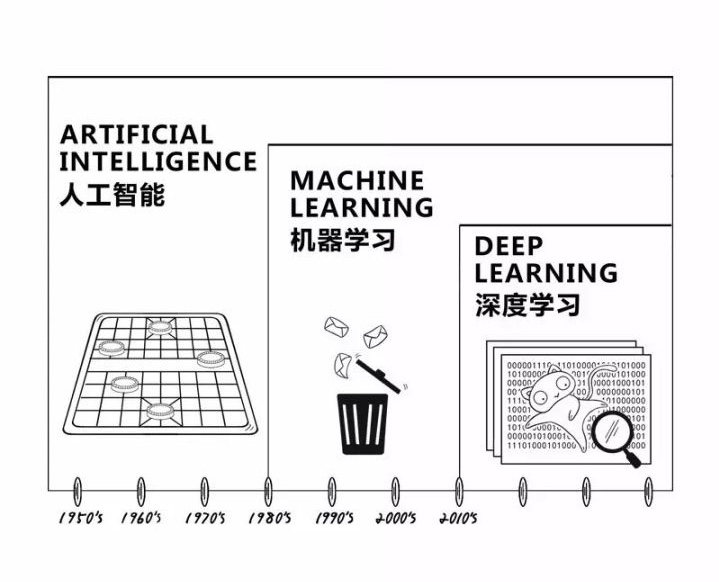 ARTIFICIAL
INTELLIGENCE
人工智能
MACHINE
LEARNING
机器学习
DEEP
LEARNING
深度学习
1950's 1960's 1970's 1980's 1990's 2000's 2010's